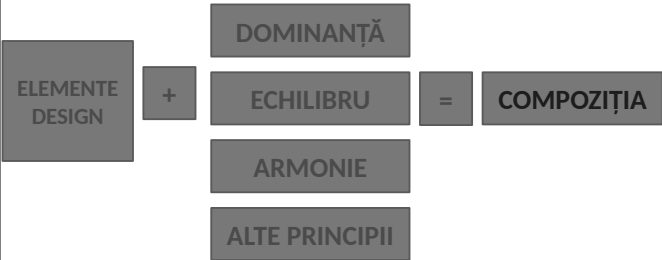 ELEMENTE
DESIGN
+
DOMINANȚĂ
ECHILIBRU
ARMONIE
ALTE PRINCIPII
=
COMPOZIȚIA